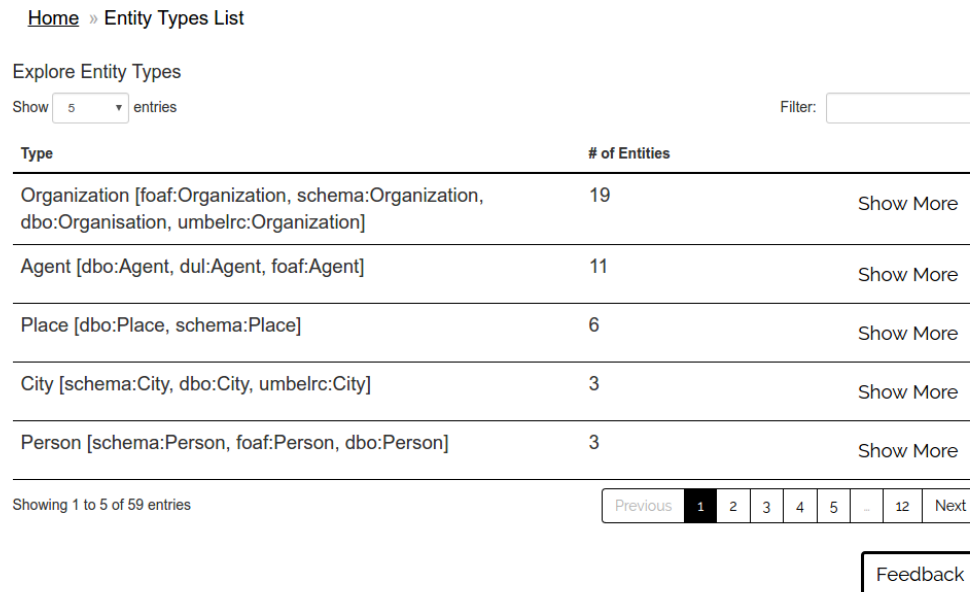 Home » Entity Types List
Explore Entity Types
Show 5 entries
Filter:
Type # of Entities
Organization [foaf:Organization, schema:Organization, 19 Show More
dbo:Organisation, umbelrc:Organization]
Agent [dbo:Agent, dul:Agent, foaf:Agent] 11 Show More
Place [dbo:Place, schema:Place] 6 Show More
City [schema:City, dbo:City, umbelrc:City] 3 Show More
Person [schema:Person, foaf:Person, dbo:Person] 3 Show More
Showing 1 to 5 of 59 entries
Previous 1 2 3 4 5 … 12 Next
Feedback